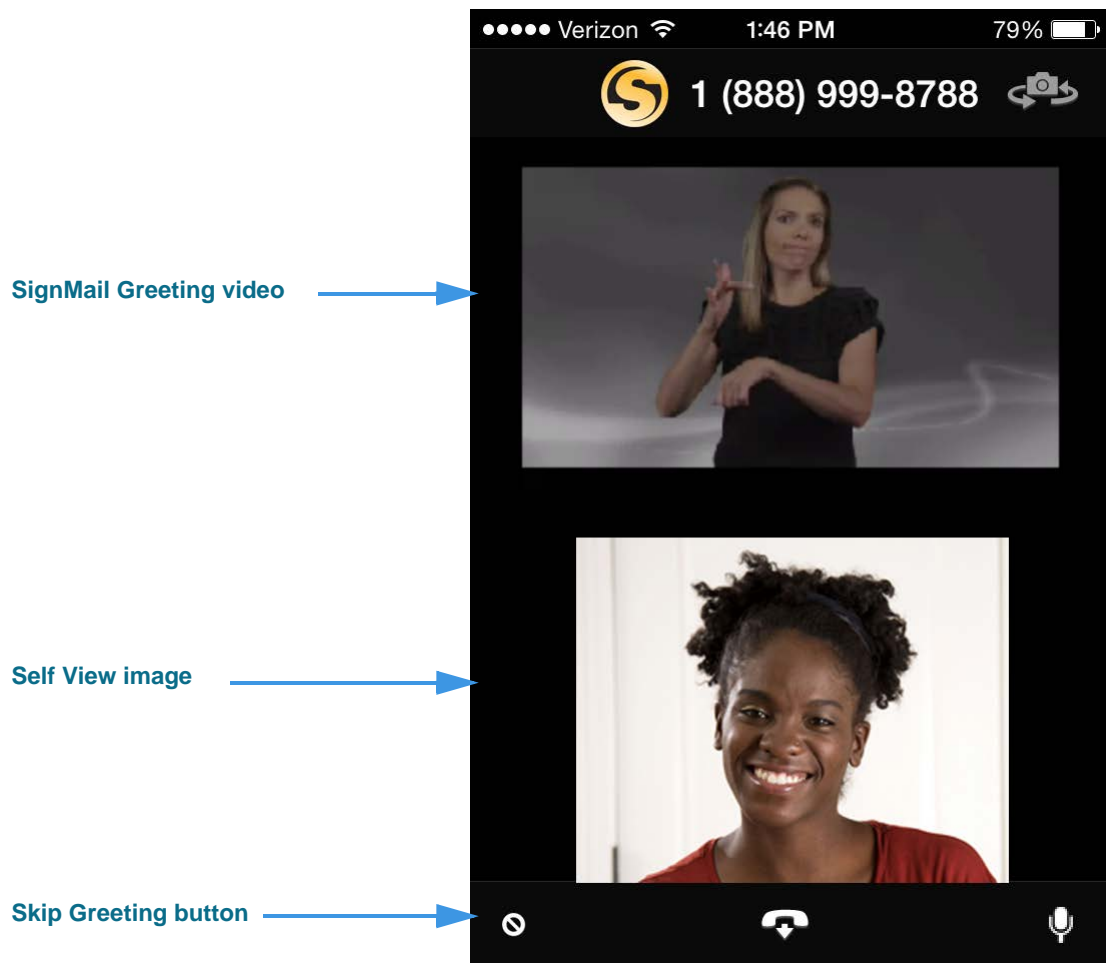 Verizon 1:46 PM 79%
1 (888) 999-8788
SignMail Greeting video
Self View image
Skip Greeting button